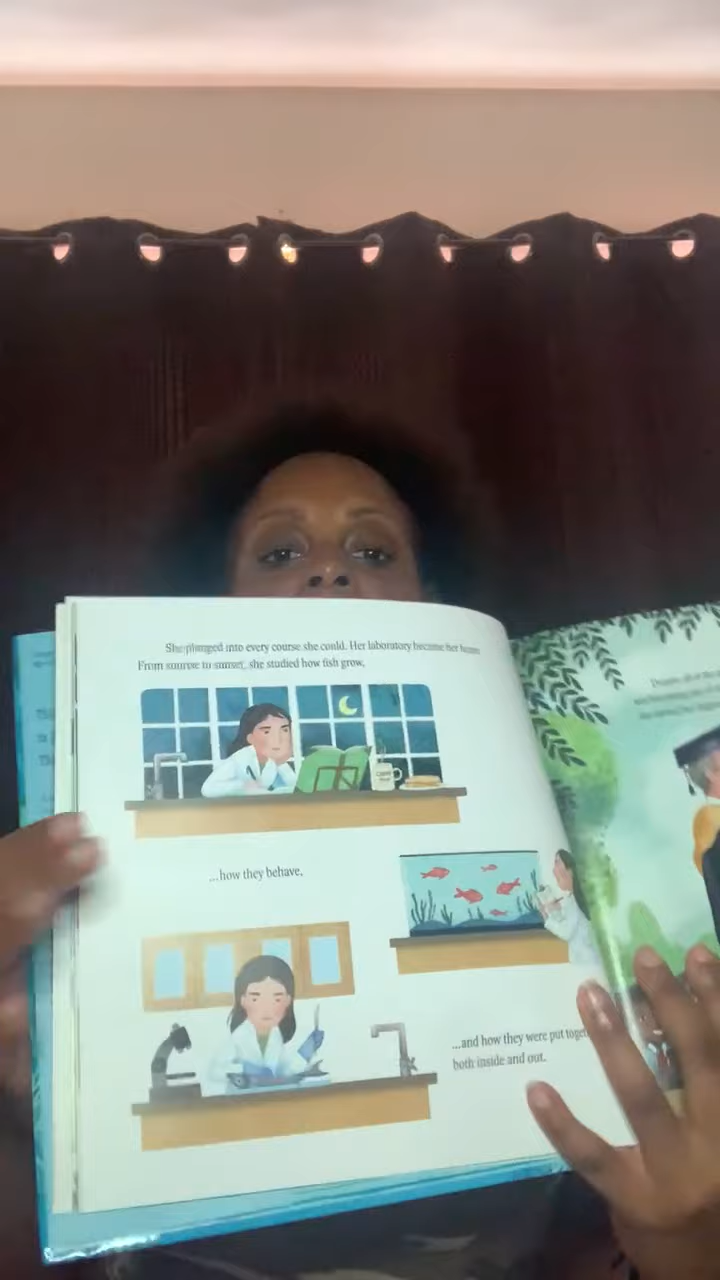 She plunged into every course she could. Her laboratory became her home.
From sunrise to sunset, she studied how fish grow,
...how they behave,
...and how they were put toget
both inside and out.